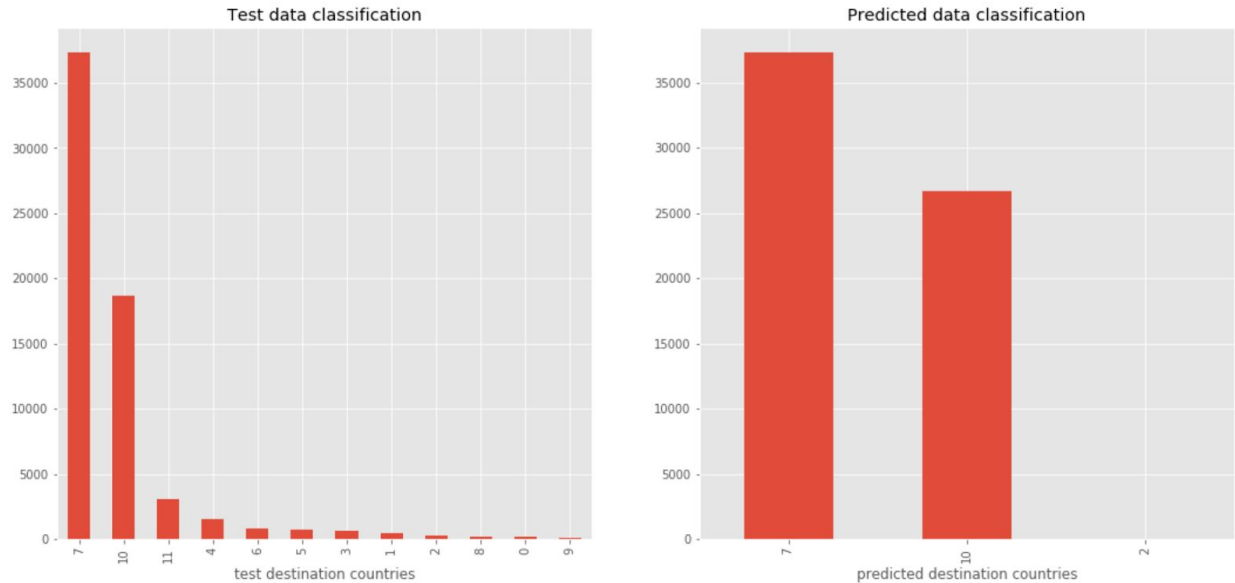 Test data classification
35000
30000
25000
20000
15000
10000
5000
0
7 10 11 4 6 5 3 1 2 8 0 9
test destination countries
Predicted data classification
35000
30000
25000
20000
15000
10000
5000
0
7 10 2
predicted destination countries